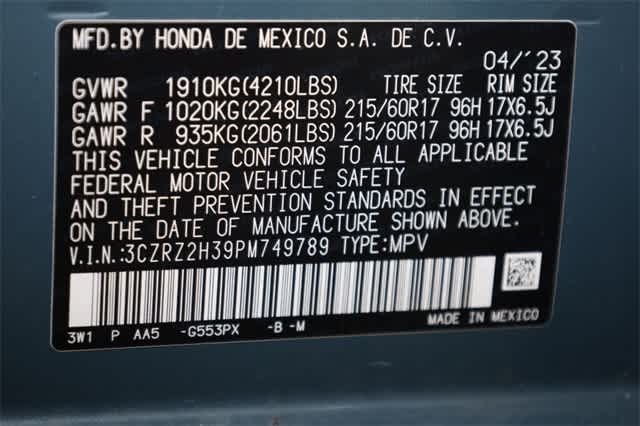 MFD.BY HONDA DE MEXICO S.A. DE C.V.
04/'23
GVWR 1910KG(4210LBS) TIRE SIZE RIM SIZE
GAWR F 1020KG(2248LBS) 215/60R17 96H 17X6.5J
GAWR R 935KG(2061LBS) 215/60R17 96H 17X6.5J
THIS VEHICLE CONFORMS TO ALL APPLICABLE
FEDERAL MOTOR VEHICLE SAFETY
AND THEFT PREVENTION STANDARDS IN EFFECT
ON THE DATE OF MANUFACTURE SHOWN ABOVE.
V.I.N.:3CZRZ2H39PM749789 TYPE:MPV
3W1 P AA5 -G553PX -B -M MADE IN MEXICO